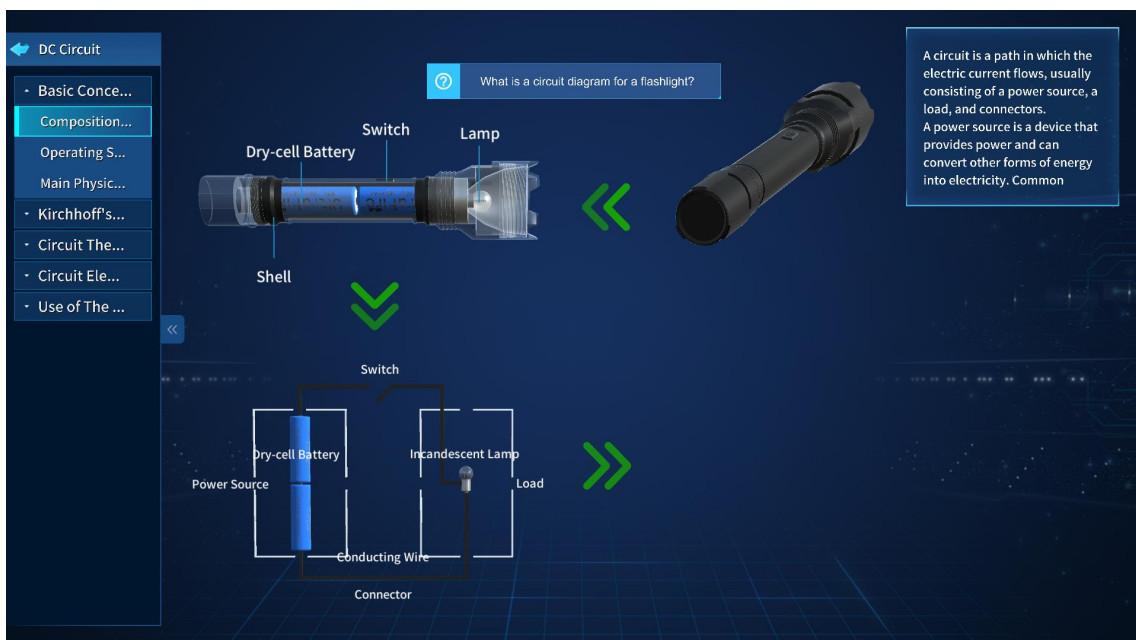 DC Circuit
Basic Conce...
Composition...
Operating S...
Main Physic...
Kirchhoff's...
Circuit The...
Circuit Ele...
Use of The ...
What is a circuit diagram for a flashlight?
Switch
Lamp
Dry-cell Battery
Shell
A circuit is a path in which the
electric current flows, usually
consisting of a power source, a
load, and connectors.
A power source is a device that
provides power and can
convert other forms of energy
into electricity. Common
Switch
Dry-cell Battery
Incandescent Lamp
Power Source
Load
Conducting Wire
Connector